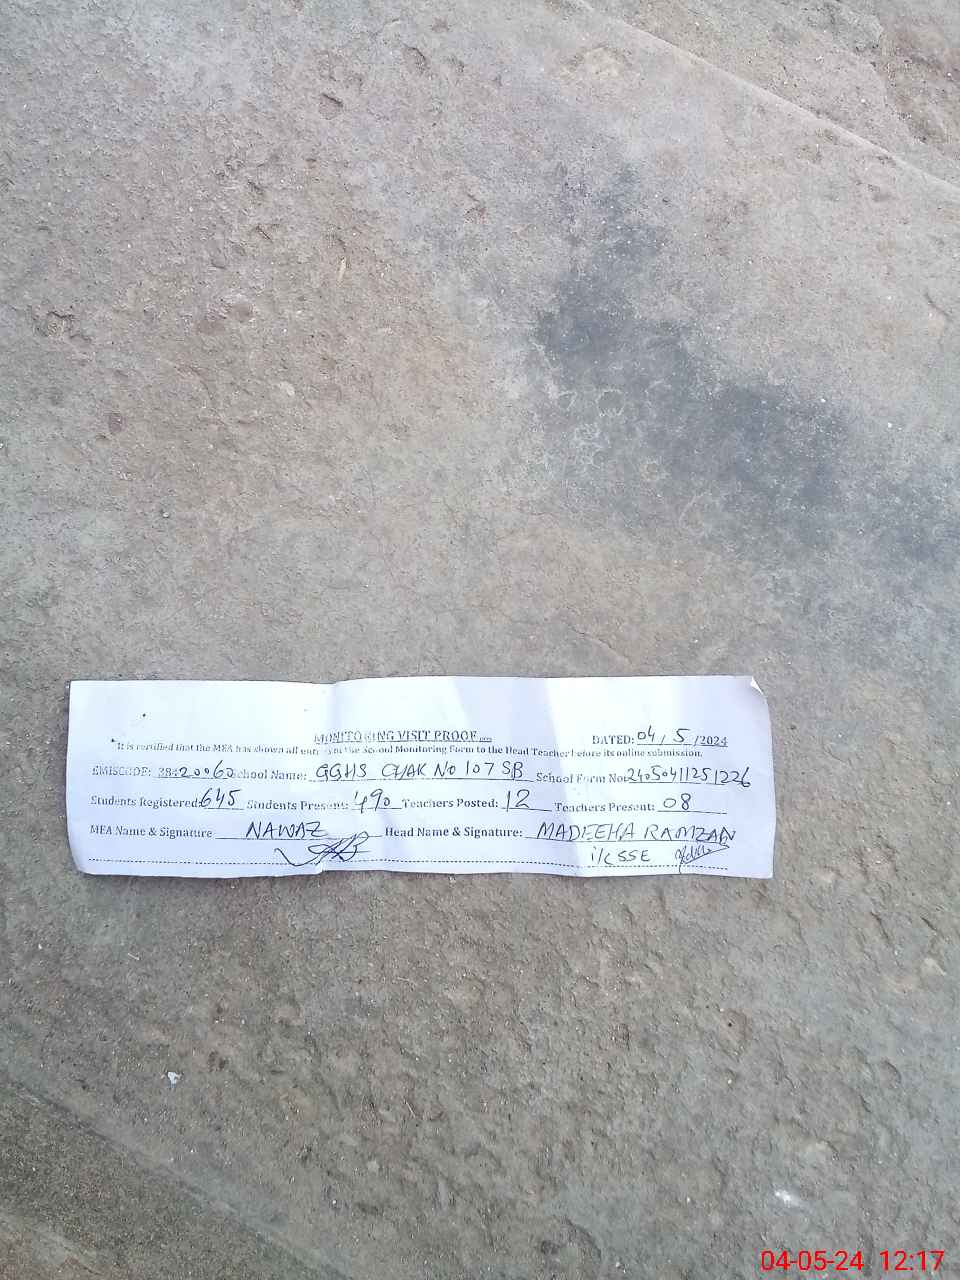 MONITORING VISIT PROOF
DATED: 04/5/2024
It is certified that the MEA has shown all entries in the School Monitoring Form to the Head Teacher before its online submission.
EMISCODE: 38420060 School Name: GGHS CHAK NO 107 SB School Form No: 24050411251226
Students Registered: 645 Students Present: 490 Teachers Posted: 12 Teachers Present: 08
MEA Name & Signature NAWAZ Head Name & Signature: MADEEHA RAMZAN
i/c SSE
04-05-24 12:17